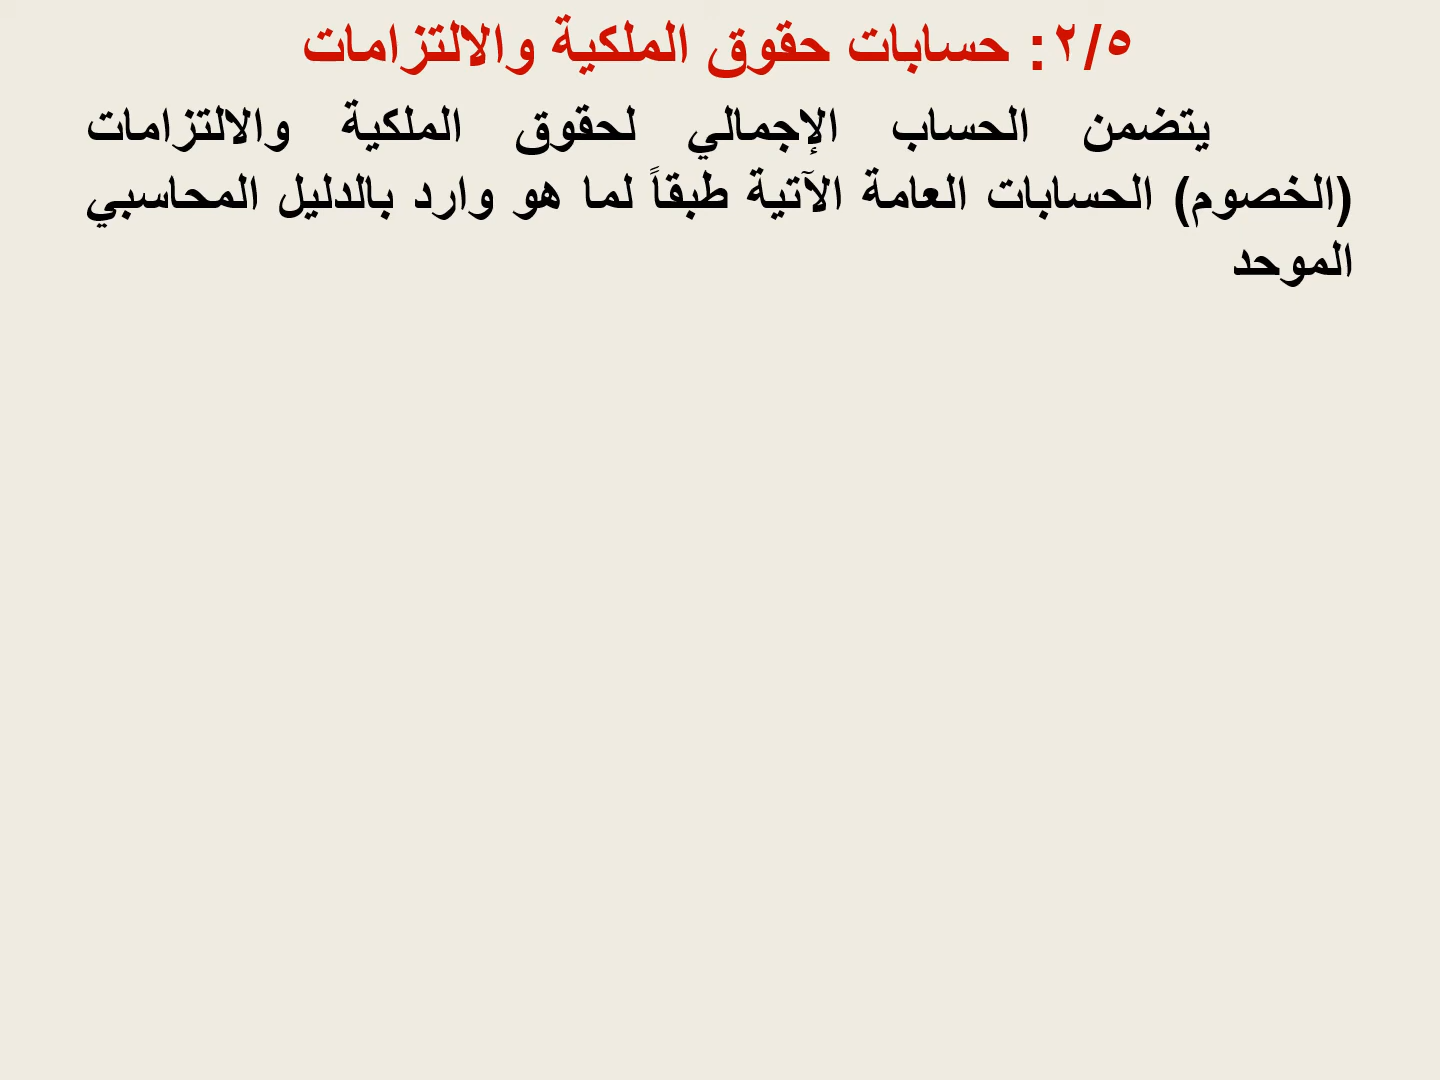 ٢/٥: حسابات حقوق الملكية والالتزامات
يتضمن الحساب الإجمالي لحقوق الملكية والالتزامات
(الخصوم) الحسابات العامة الآتية طبقاً لما هو وارد بالدليل المحاسبي
الموحد